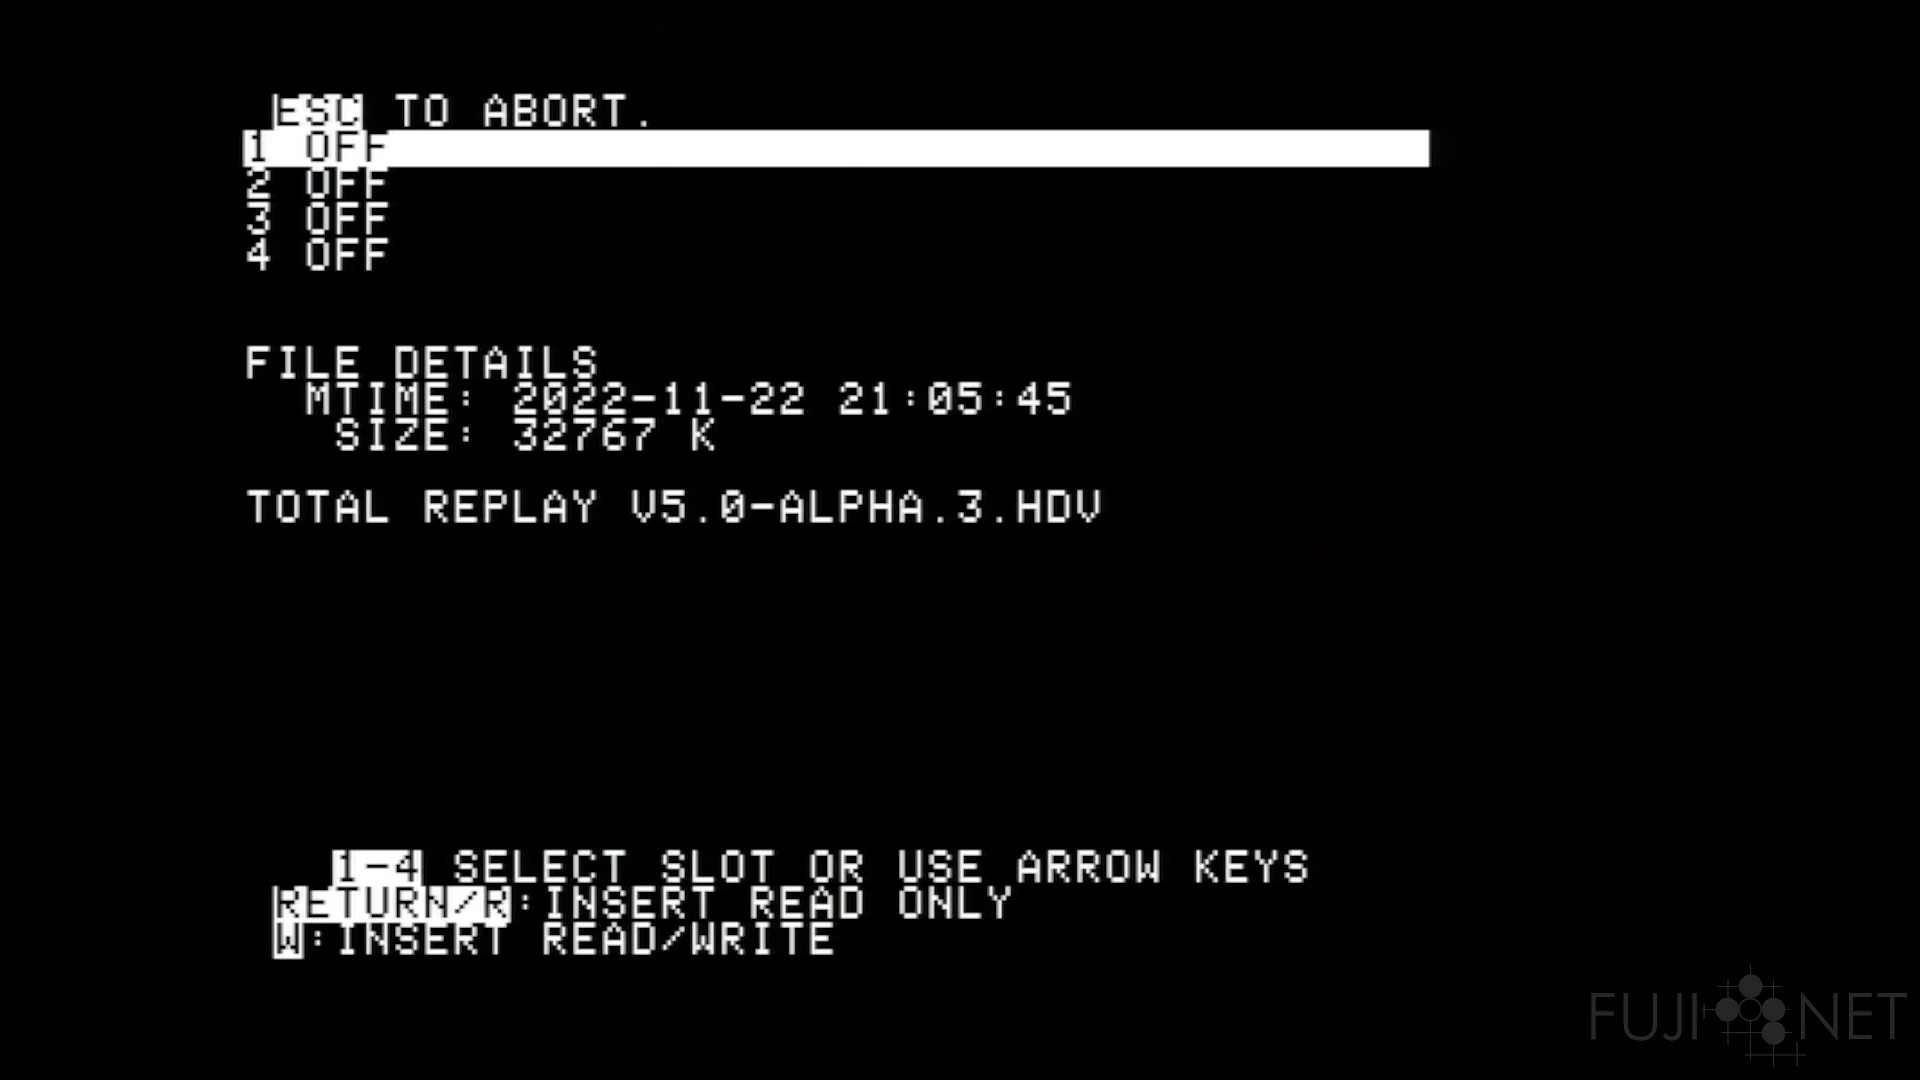 ESC TO ABORT.
1 OFF
2 OFF
3 OFF
4 OFF
FILE DETAILS
MTIME: 2022-11-22 21:05:45
SIZE: 32767 K
TOTAL REPLAY V5.0-ALPHA.3.HDV
1-4 SELECT SLOT OR USE ARROW KEYS
RETURN/R:INSERT READ ONLY
W:INSERT READ/WRITE
FUJINET